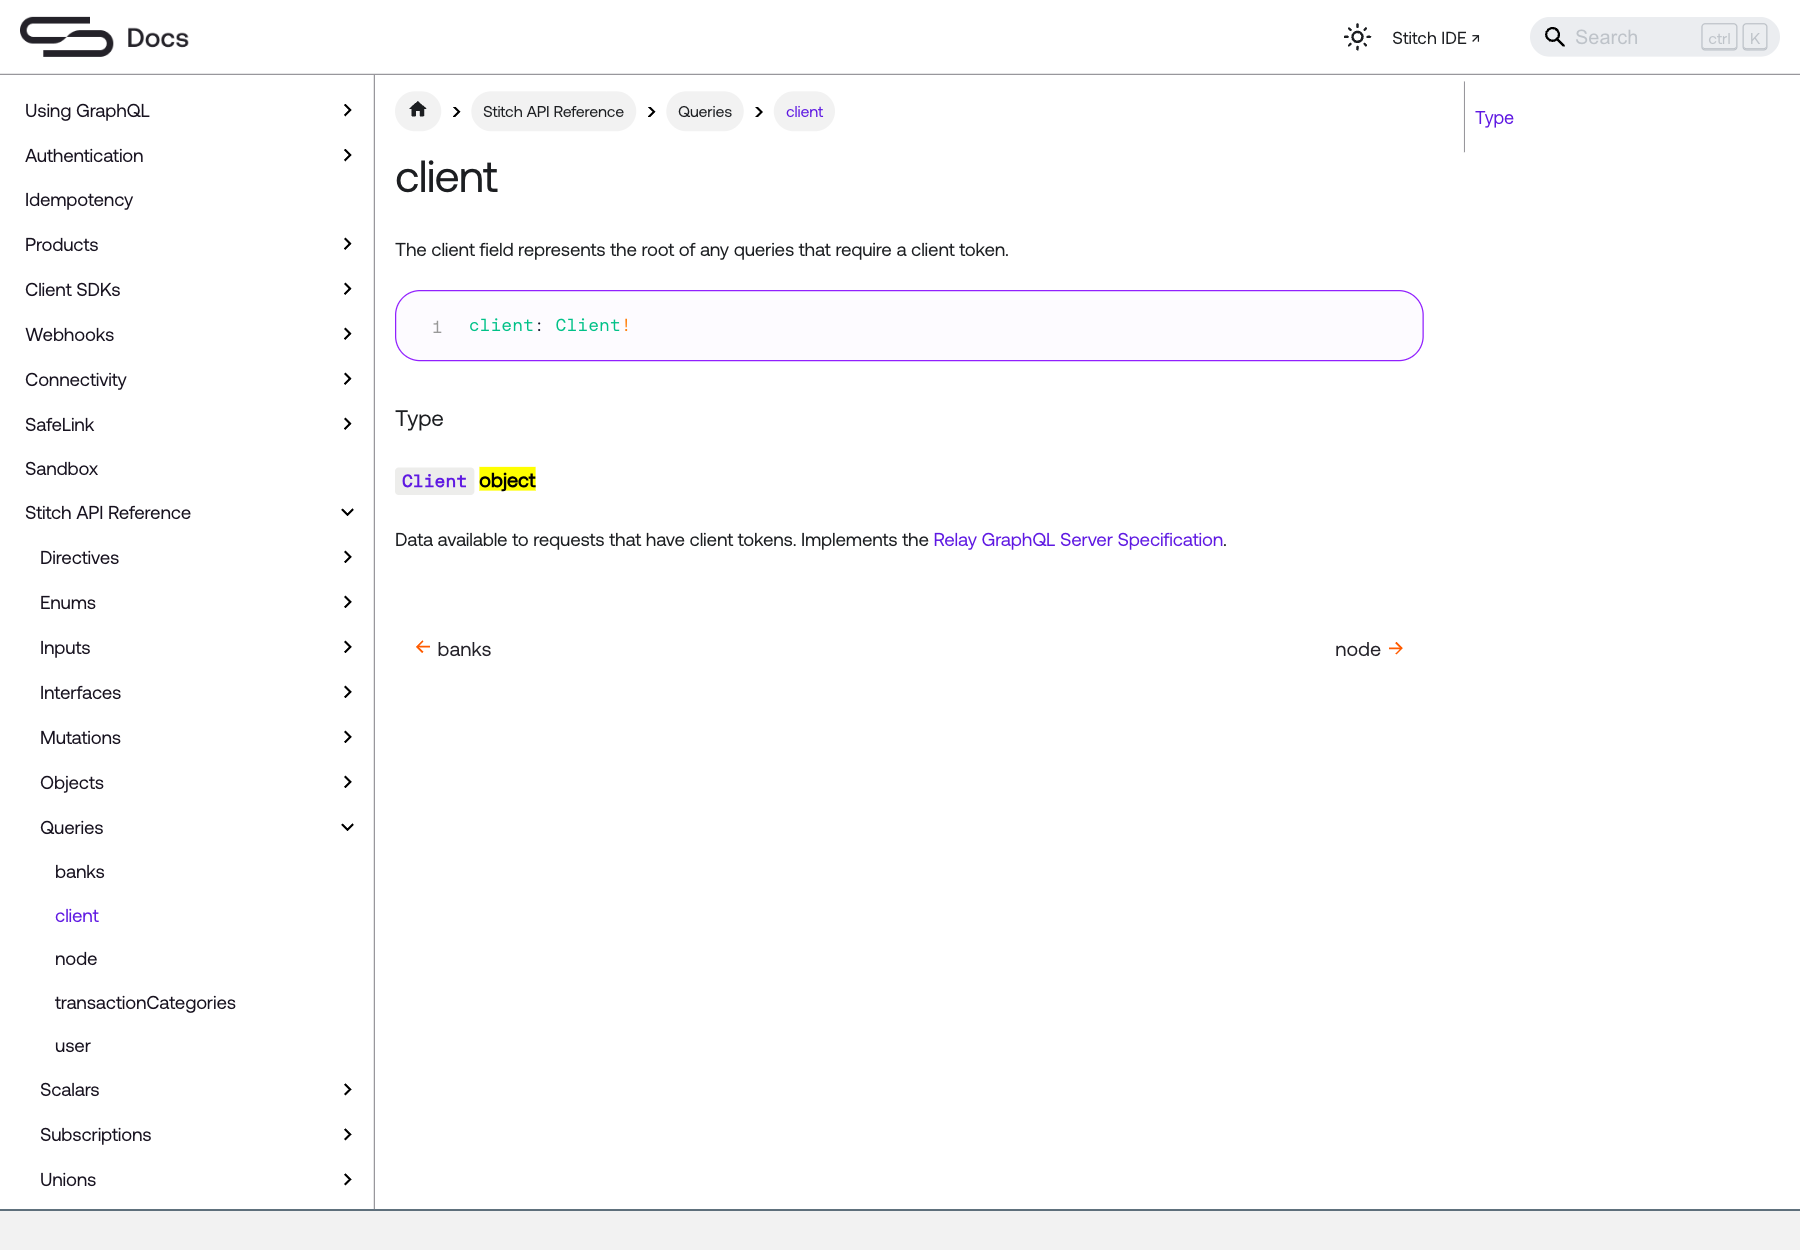 Docs
Stitch IDE
Search ctrl K
Using GraphQL
Authentication
Idempotency
Products
Client SDKs
Webhooks
Connectivity
SafeLink
Sandbox
Stitch API Reference
Directives
Enums
Inputs
Interfaces
Mutations
Objects
Queries
banks
client
node
transactionCategories
user
Scalars
Subscriptions
Unions
Stitch API Reference
Queries
client
client
The client field represents the root of any queries that require a client token.
1 client: Client!
Type
Client object
Data available to requests that have client tokens. Implements the Relay GraphQL Server Specification.
← banks
node →
Type